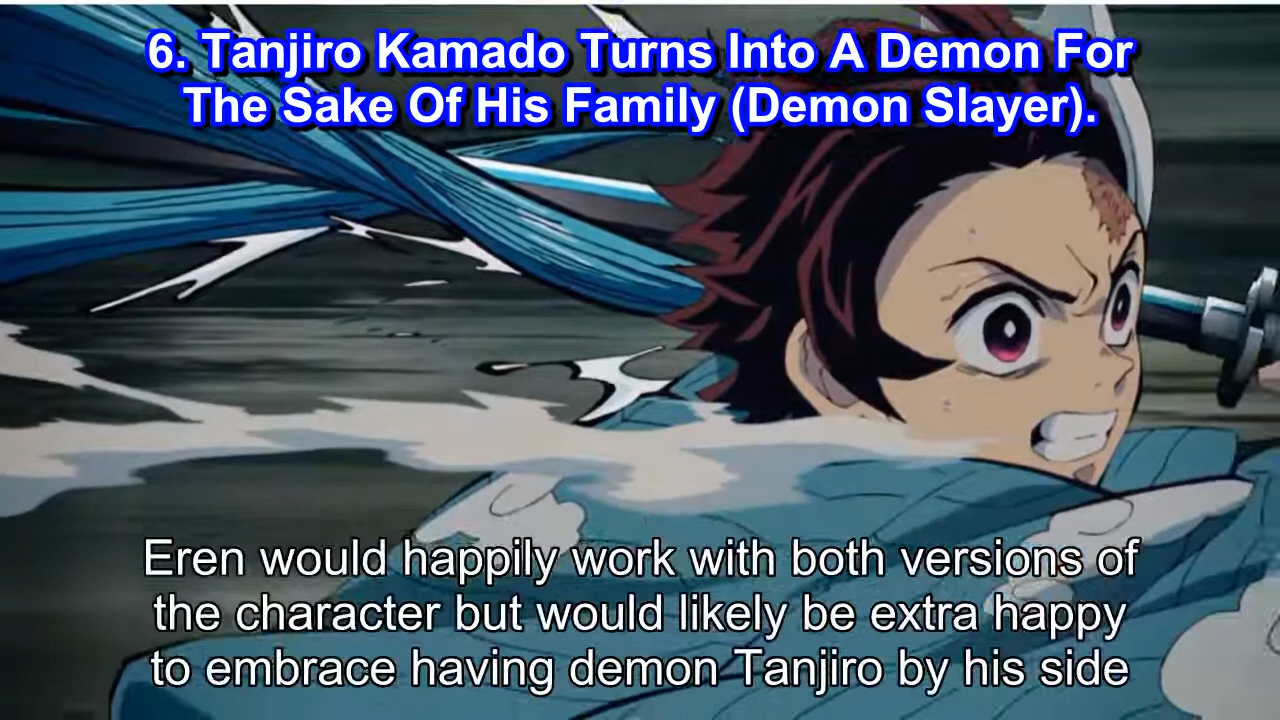 6. Tanjiro Kamado Turns Into A Demon For
The Sake Of His Family (Demon Slayer).
Eren would happily work with both versions of
the character but would likely be extra happy
to embrace having demon Tanjiro by his side